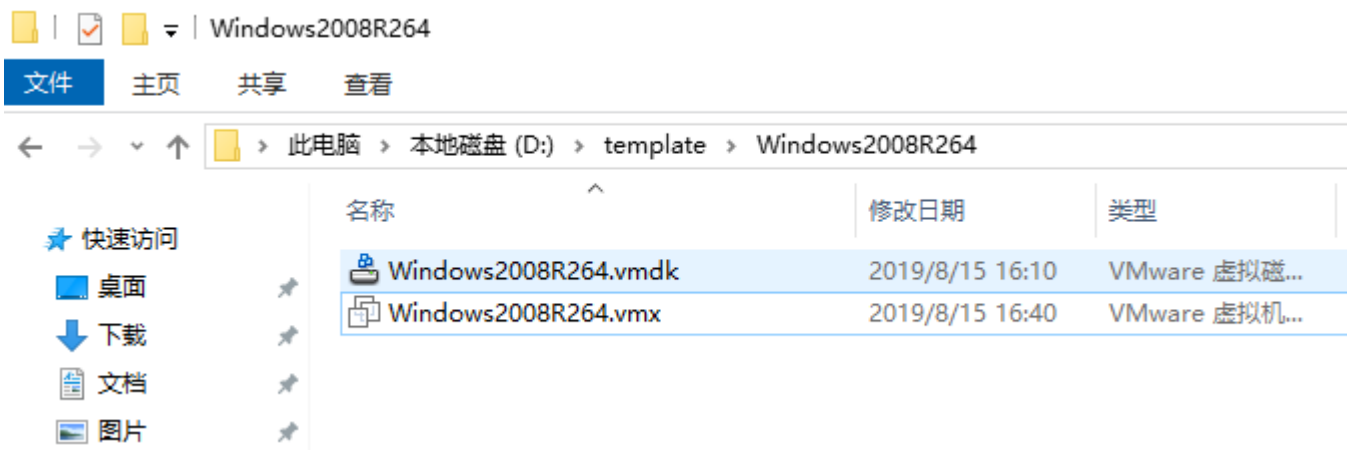 Windows2008R264
文件 主页 共享 查看
此电脑 > 本地磁盘 (D:) > template > Windows2008R264
名称 修改日期 类型
快速访问
Windows2008R264.vmdk 2019/8/15 16:10 VMware 虚拟磁...
桌面
Windows2008R264.vmx 2019/8/15 16:40 VMware 虚拟机...
下载
文档
图片